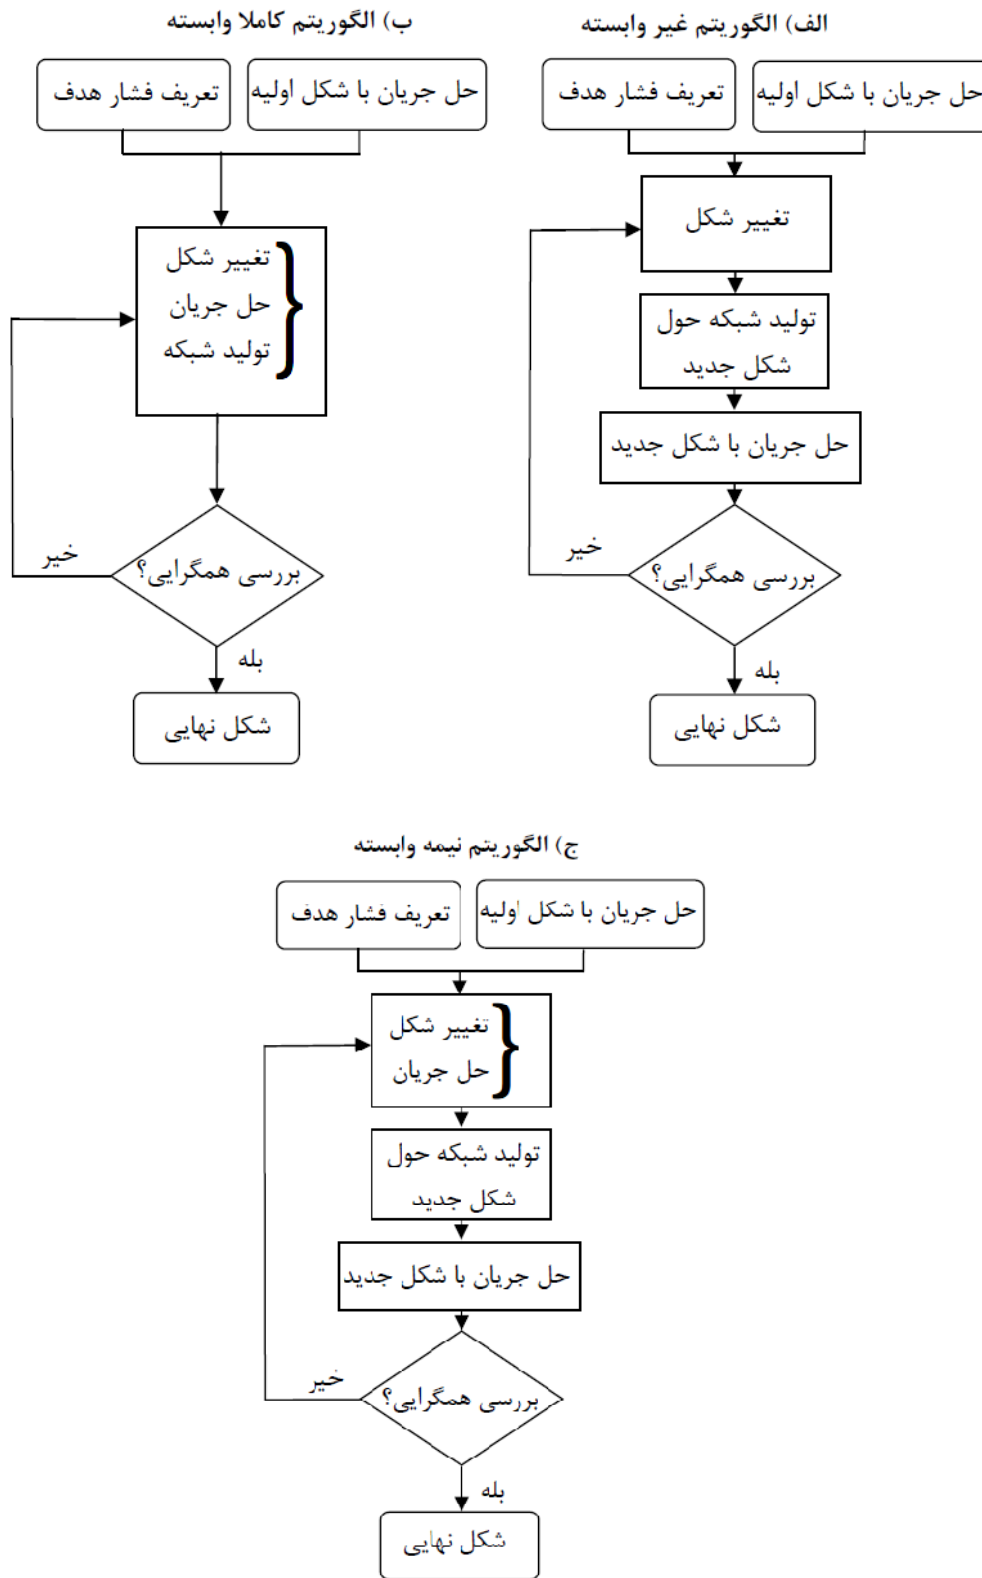 الف) الگوریتم غیر وابسته
حل جریان با شکل اولیه
تعریف فشار هدف
تغییر شکل
تولید شبکه حول
شکل جدید
حل جریان با شکل جدید
بررسی همگرایی؟
خیر
بله
شکل نهایی
ب) الگوریتم کاملا وابسته
حل جریان با شکل اولیه
تعریف فشار هدف
تغییر شکل
حل جریان
تولید شبکه
بررسی همگرایی؟
خیر
بله
شکل نهایی
ج) الگوریتم نیمه وابسته
حل جریان با شکل اولیه
تعریف فشار هدف
تغییر شکل
حل جریان
تولید شبکه حول
شکل جدید
حل جریان با شکل جدید
بررسی همگرایی؟
خیر
بله
شکل نهایی